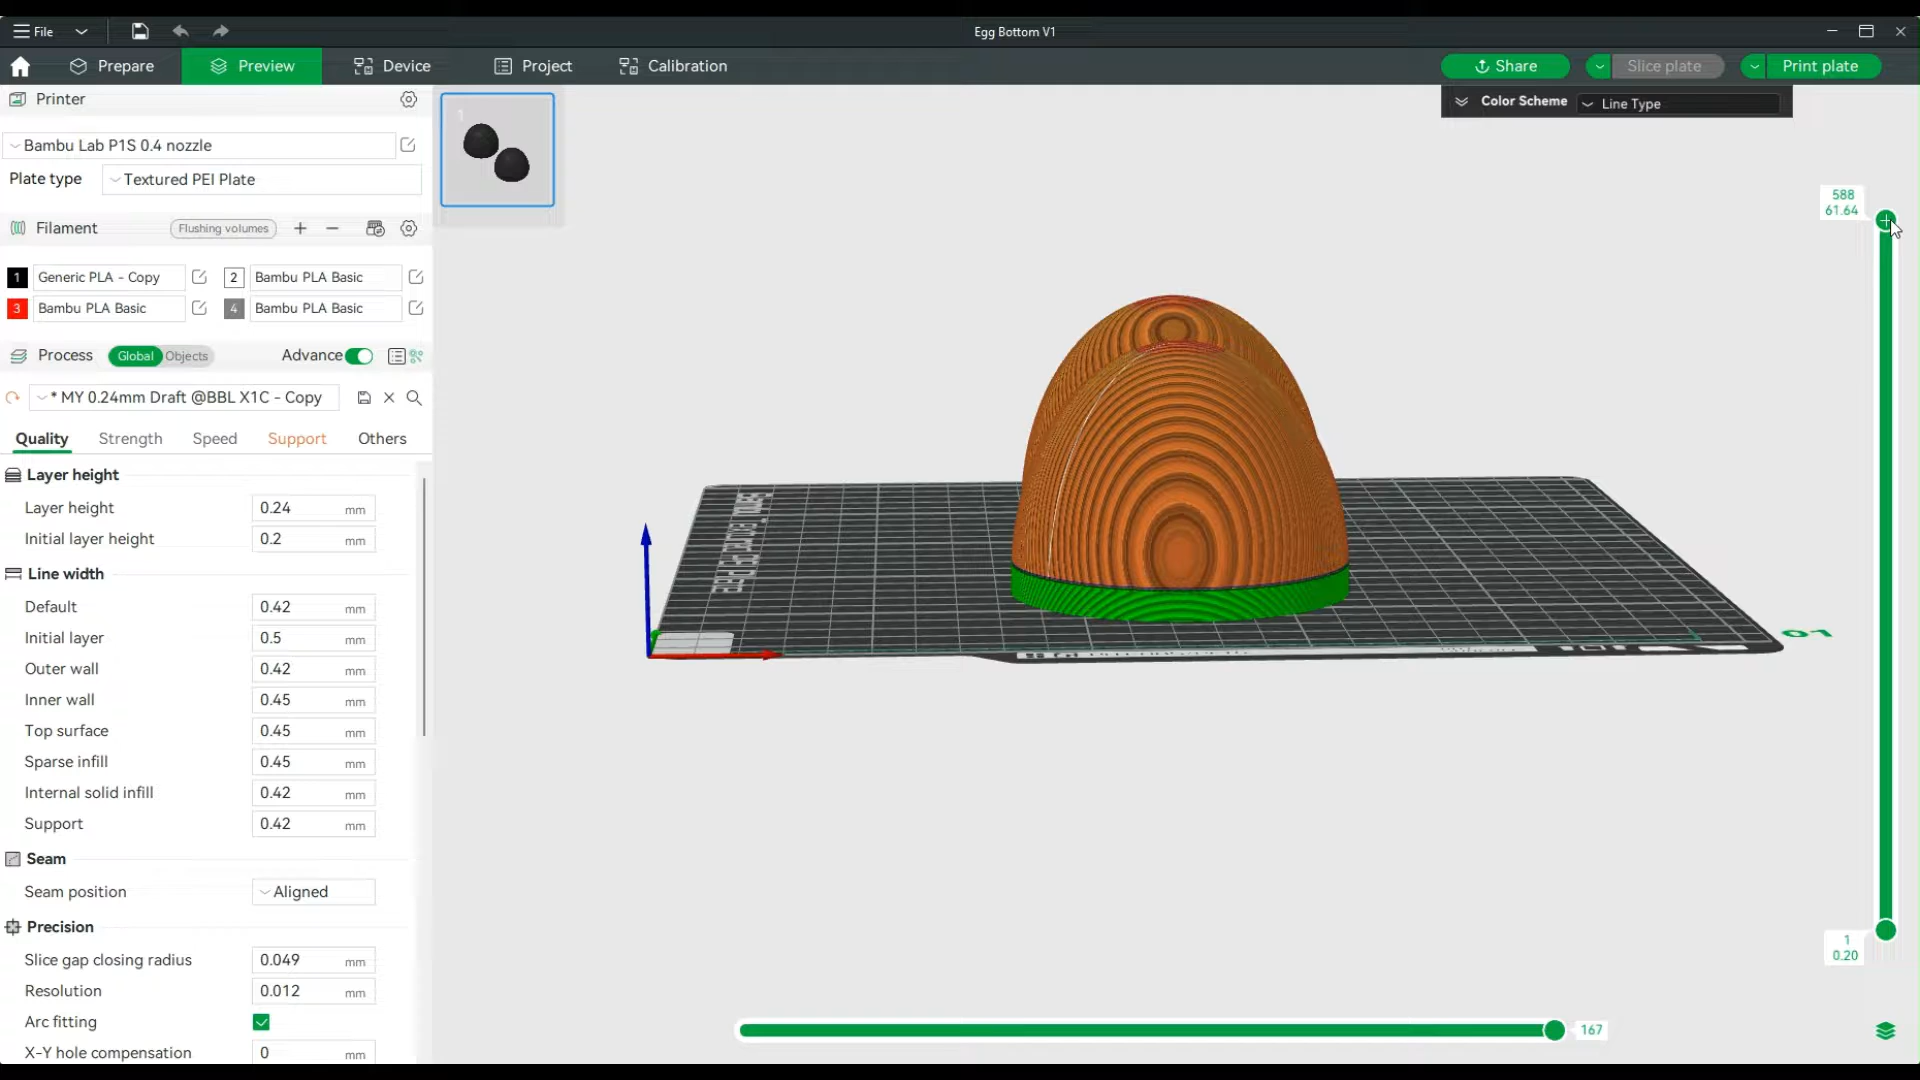 File
Egg Bottom V1
Prepare
Preview
Device
Project
Calibration
Share
Slice plate
Print plate
Printer
Color Scheme
Line Type
1
Bambu Lab P1S 0.4 nozzle
Plate type
Textured PEI Plate
588
61.64
Filament
Flushing volumes
1 Generic PLA - Copy
2 Bambu PLA Basic
3 Bambu PLA Basic
4 Bambu PLA Basic
Process
Global
Objects
Advance
* MY 0.24mm Draft @BBL X1C - Copy
Quality
Strength
Speed
Support
Others
Layer height
Layer height 0.24 mm
Initial layer height 0.2 mm
Line width
Default 0.42 mm
Initial layer 0.5 mm
Outer wall 0.42 mm
Inner wall 0.45 mm
Top surface 0.45 mm
Sparse infill 0.45 mm
Internal solid infill 0.42 mm
Support 0.42 mm
Seam
Seam position Aligned
Precision
Slice gap closing radius 0.049 mm
Resolution 0.012 mm
Arc fitting
X-Y hole compensation 0 mm
01
1
0.20
167